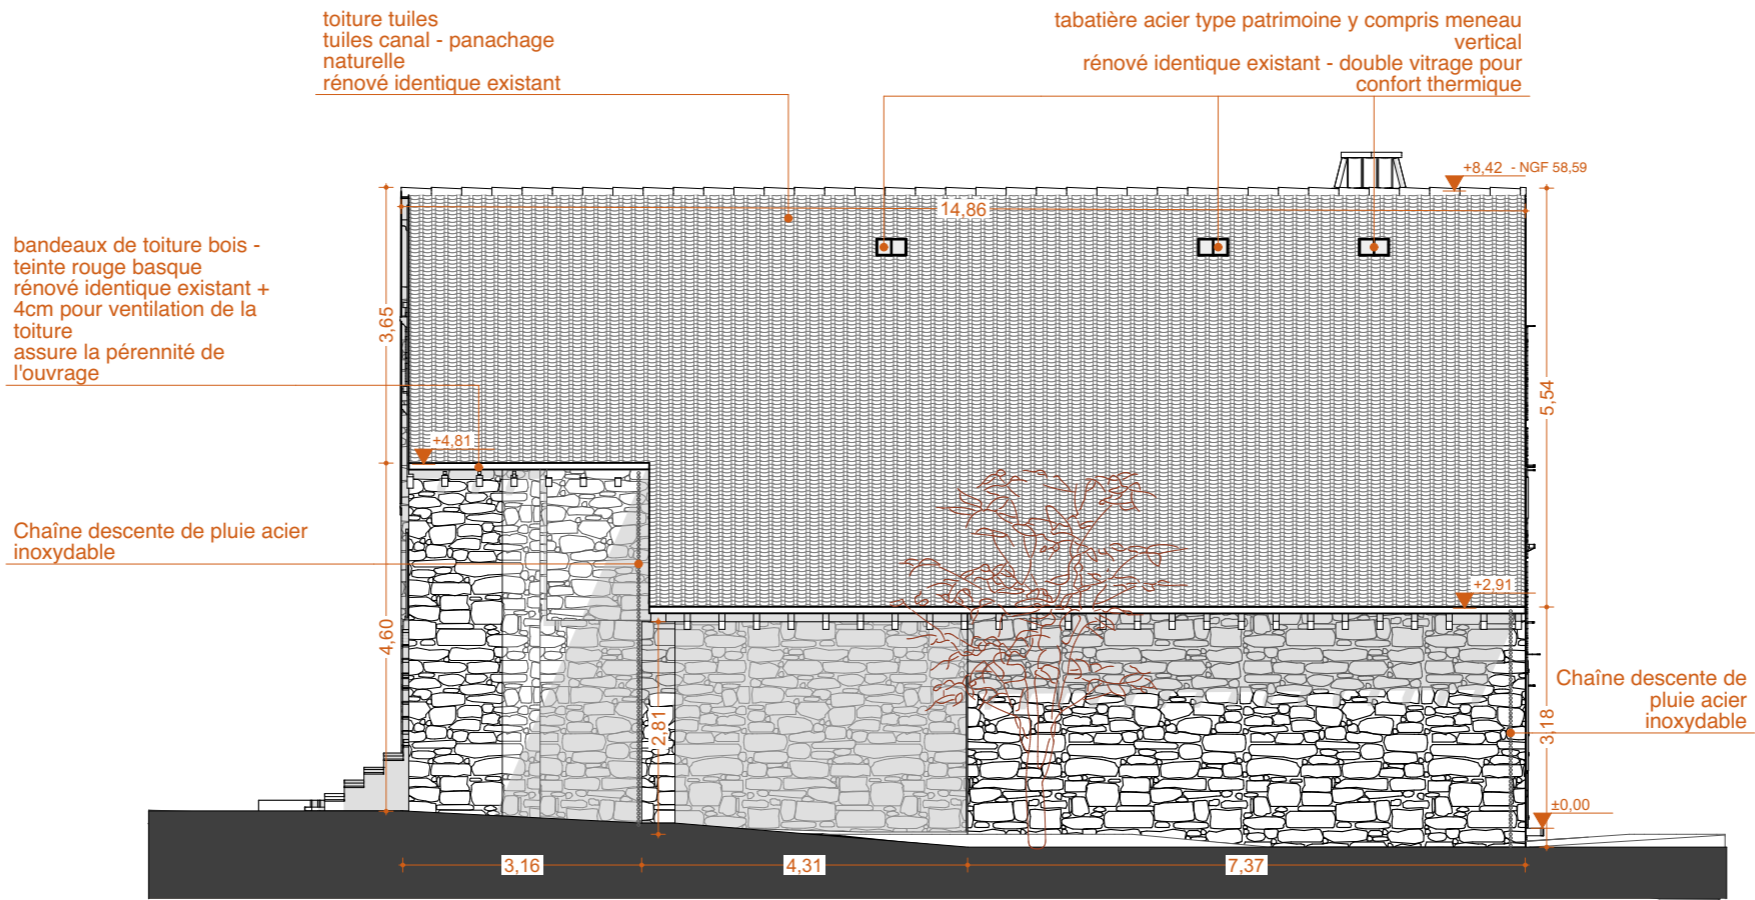 toiture tuiles
tuiles canal - panachage
naturelle
rénové identique existant
tabatière acier type patrimoine y compris meneau
vertical
rénové identique existant - double vitrage pour
confort thermique
+8,42 - NGF 58,59
14,86
bandeaux de toiture bois -
teinte rouge basque
rénové identique existant +
4cm pour ventilation de la
toiture
assure la pérennité de
l'ouvrage
3,65
5,54
+4,81
Chaîne descente de pluie acier
inoxydable
+2,91
4,60
2,81
3,18
Chaîne descente de
pluie acier
inoxydable
±0,00
3,16
4,31
7,37